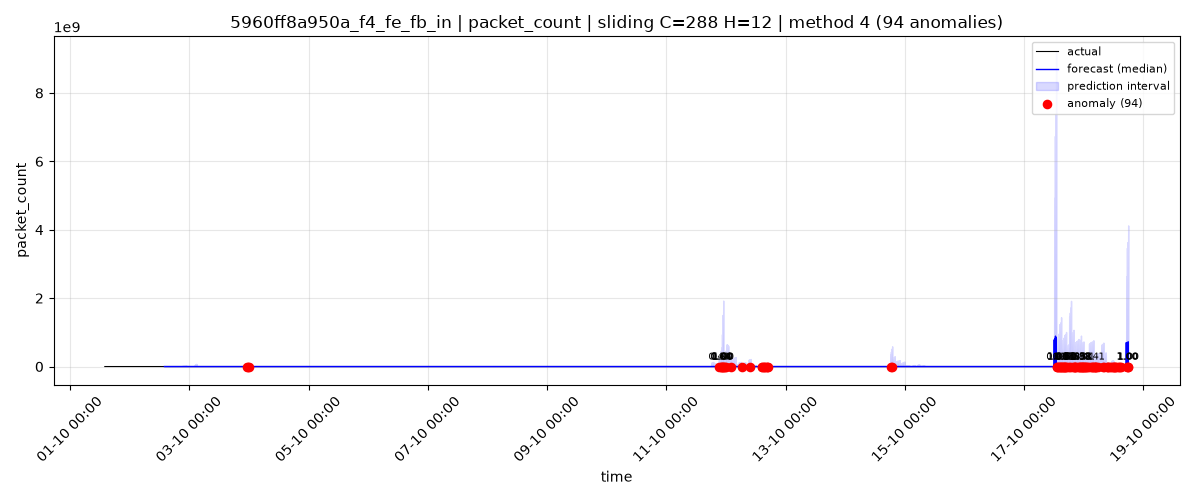 5960ff8a950a_f4_fe_fb_in | packet_count | sliding C=288 H=12 | method 4 (94 anomalies)
1e9
actual
forecast (median)
prediction interval
anomaly (94)
8
6
4
2
0
packet_count
1.00
01-10 00:00
03-10 00:00
05-10 00:00
07-10 00:00
09-10 00:00
11-10 00:00
13-10 00:00
15-10 00:00
17-10 00:00
19-10 00:00
time